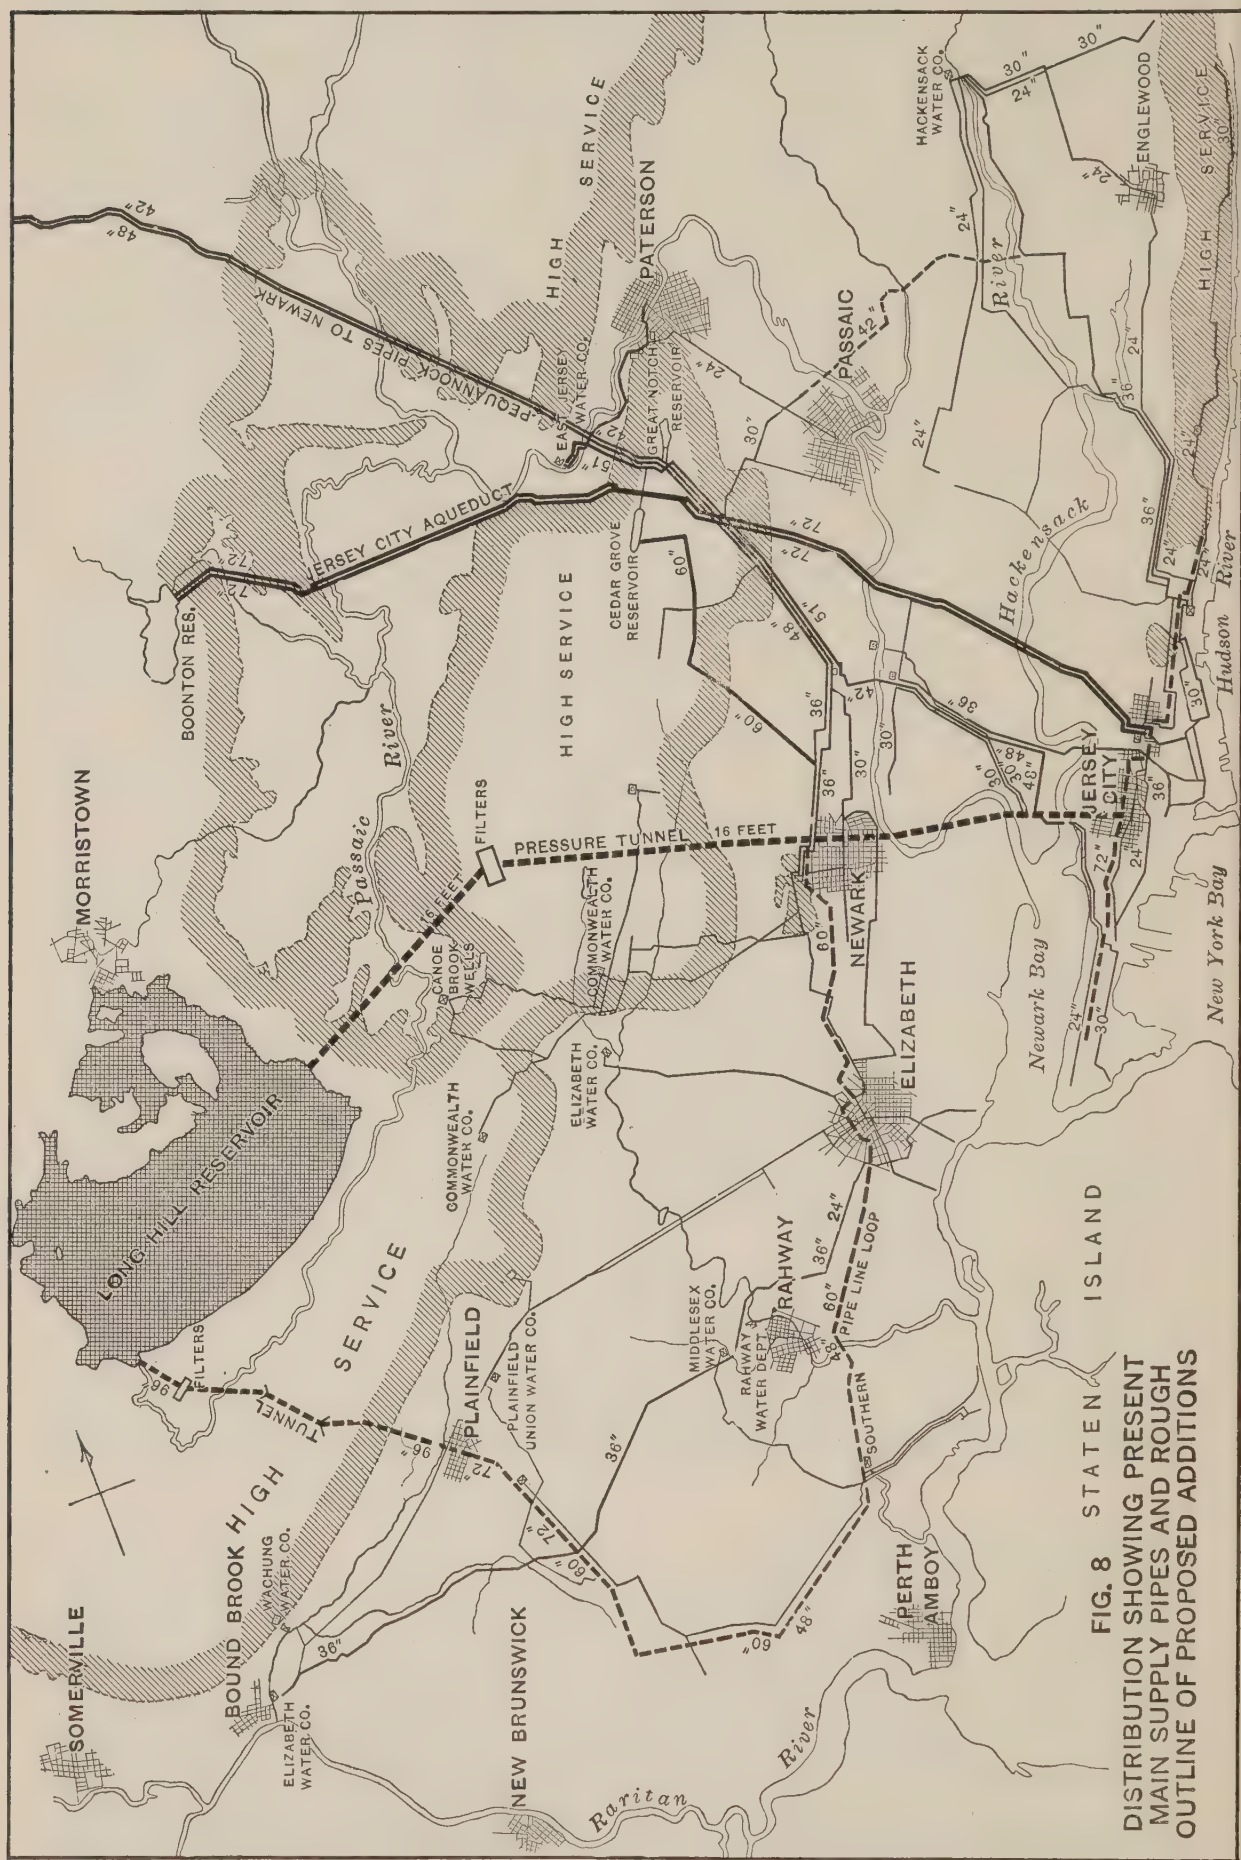 SOMERVILLE
MORRISTOWN
LONG HILL RESERVOIR
BOONTON RES.
72"
72"
JERSEY CITY AQUEDUCT
42"
48"
PEQUANNOCK PIPES TO NEWARK
HIGH SERVICE
PATERSON
EAST JERSEY
WATER CO.
42"
51"
GREAT NOTCH
RESERVOIR
24"
CEDAR GROVE
RESERVOIR
60"
HIGH SERVICE
Passaic River
FILTERS
16 FEET
PRESSURE TUNNEL 16 FEET
CANOE
BROOK
WELLS
COMMONWEALTH
WATER CO.
COMMONWEALTH
WATER CO.
ELIZABETH
WATER CO.
FILTERS
96"
TUNNEL
96"
HIGH SERVICE
BOUND BROOK
WACHUNG
WATER CO.
36"
ELIZABETH
WATER CO.
PLAINFIELD
72"
PLAINFIELD
UNION WATER CO.
72"
60"
36"
NEW BRUNSWICK
Raritan River
60"
48"
PERTH
AMBOY
MIDDLESEX
WATER CO.
RAHWAY
WATER DEPT.
RAHWAY
36"
24"
60"
48"
SOUTHERN PIPE LINE LOOP
ELIZABETH
NEWARK
60"
60"
36"
36"
30"
30"
42"
48"
51"
72"
72"
36"
48"
30"
30"
48"
PASSAIC
30"
42"
24"
HACKENSACK
WATER CO.
30"
30"
24"
24"
24"
ENGLEWOOD
HIGH SERVICE
30"
Hackensack River
24"
36"
36"
24"
24"
24"
30"
JERSEY
CITY
36"
24"
72"
24"
30"
Newark Bay
New York Bay
Hudson River
STATEN ISLAND
FIG. 8
DISTRIBUTION SHOWING PRESENT
MAIN SUPPLY PIPES AND ROUGH
OUTLINE OF PROPOSED ADDITIONS